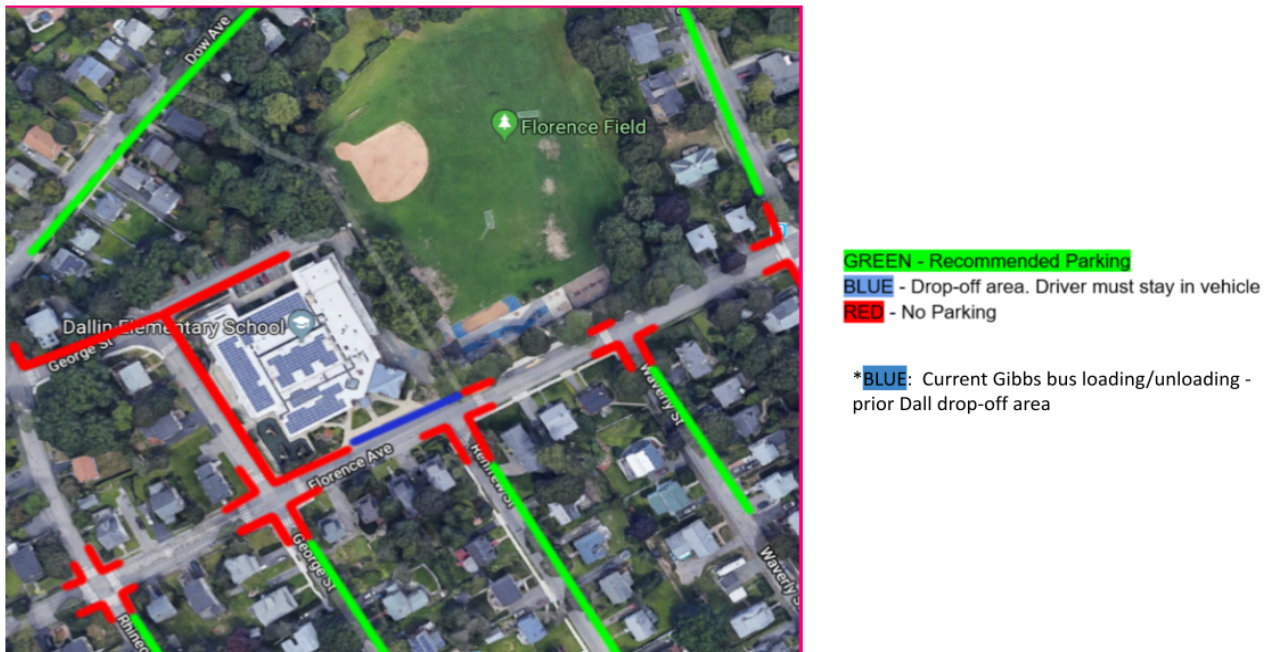 Dow Ave
Florence Field
Dallin Elementary School
George St
Florence Ave
Waverly St
Renfrew St
George St
Waverly S
Rhinec
GREEN - Recommended Parking
BLUE - Drop-off area. Driver must stay in vehicle
RED - No Parking
*BLUE: Current Gibbs bus loading/unloading -
prior Dall drop-off area